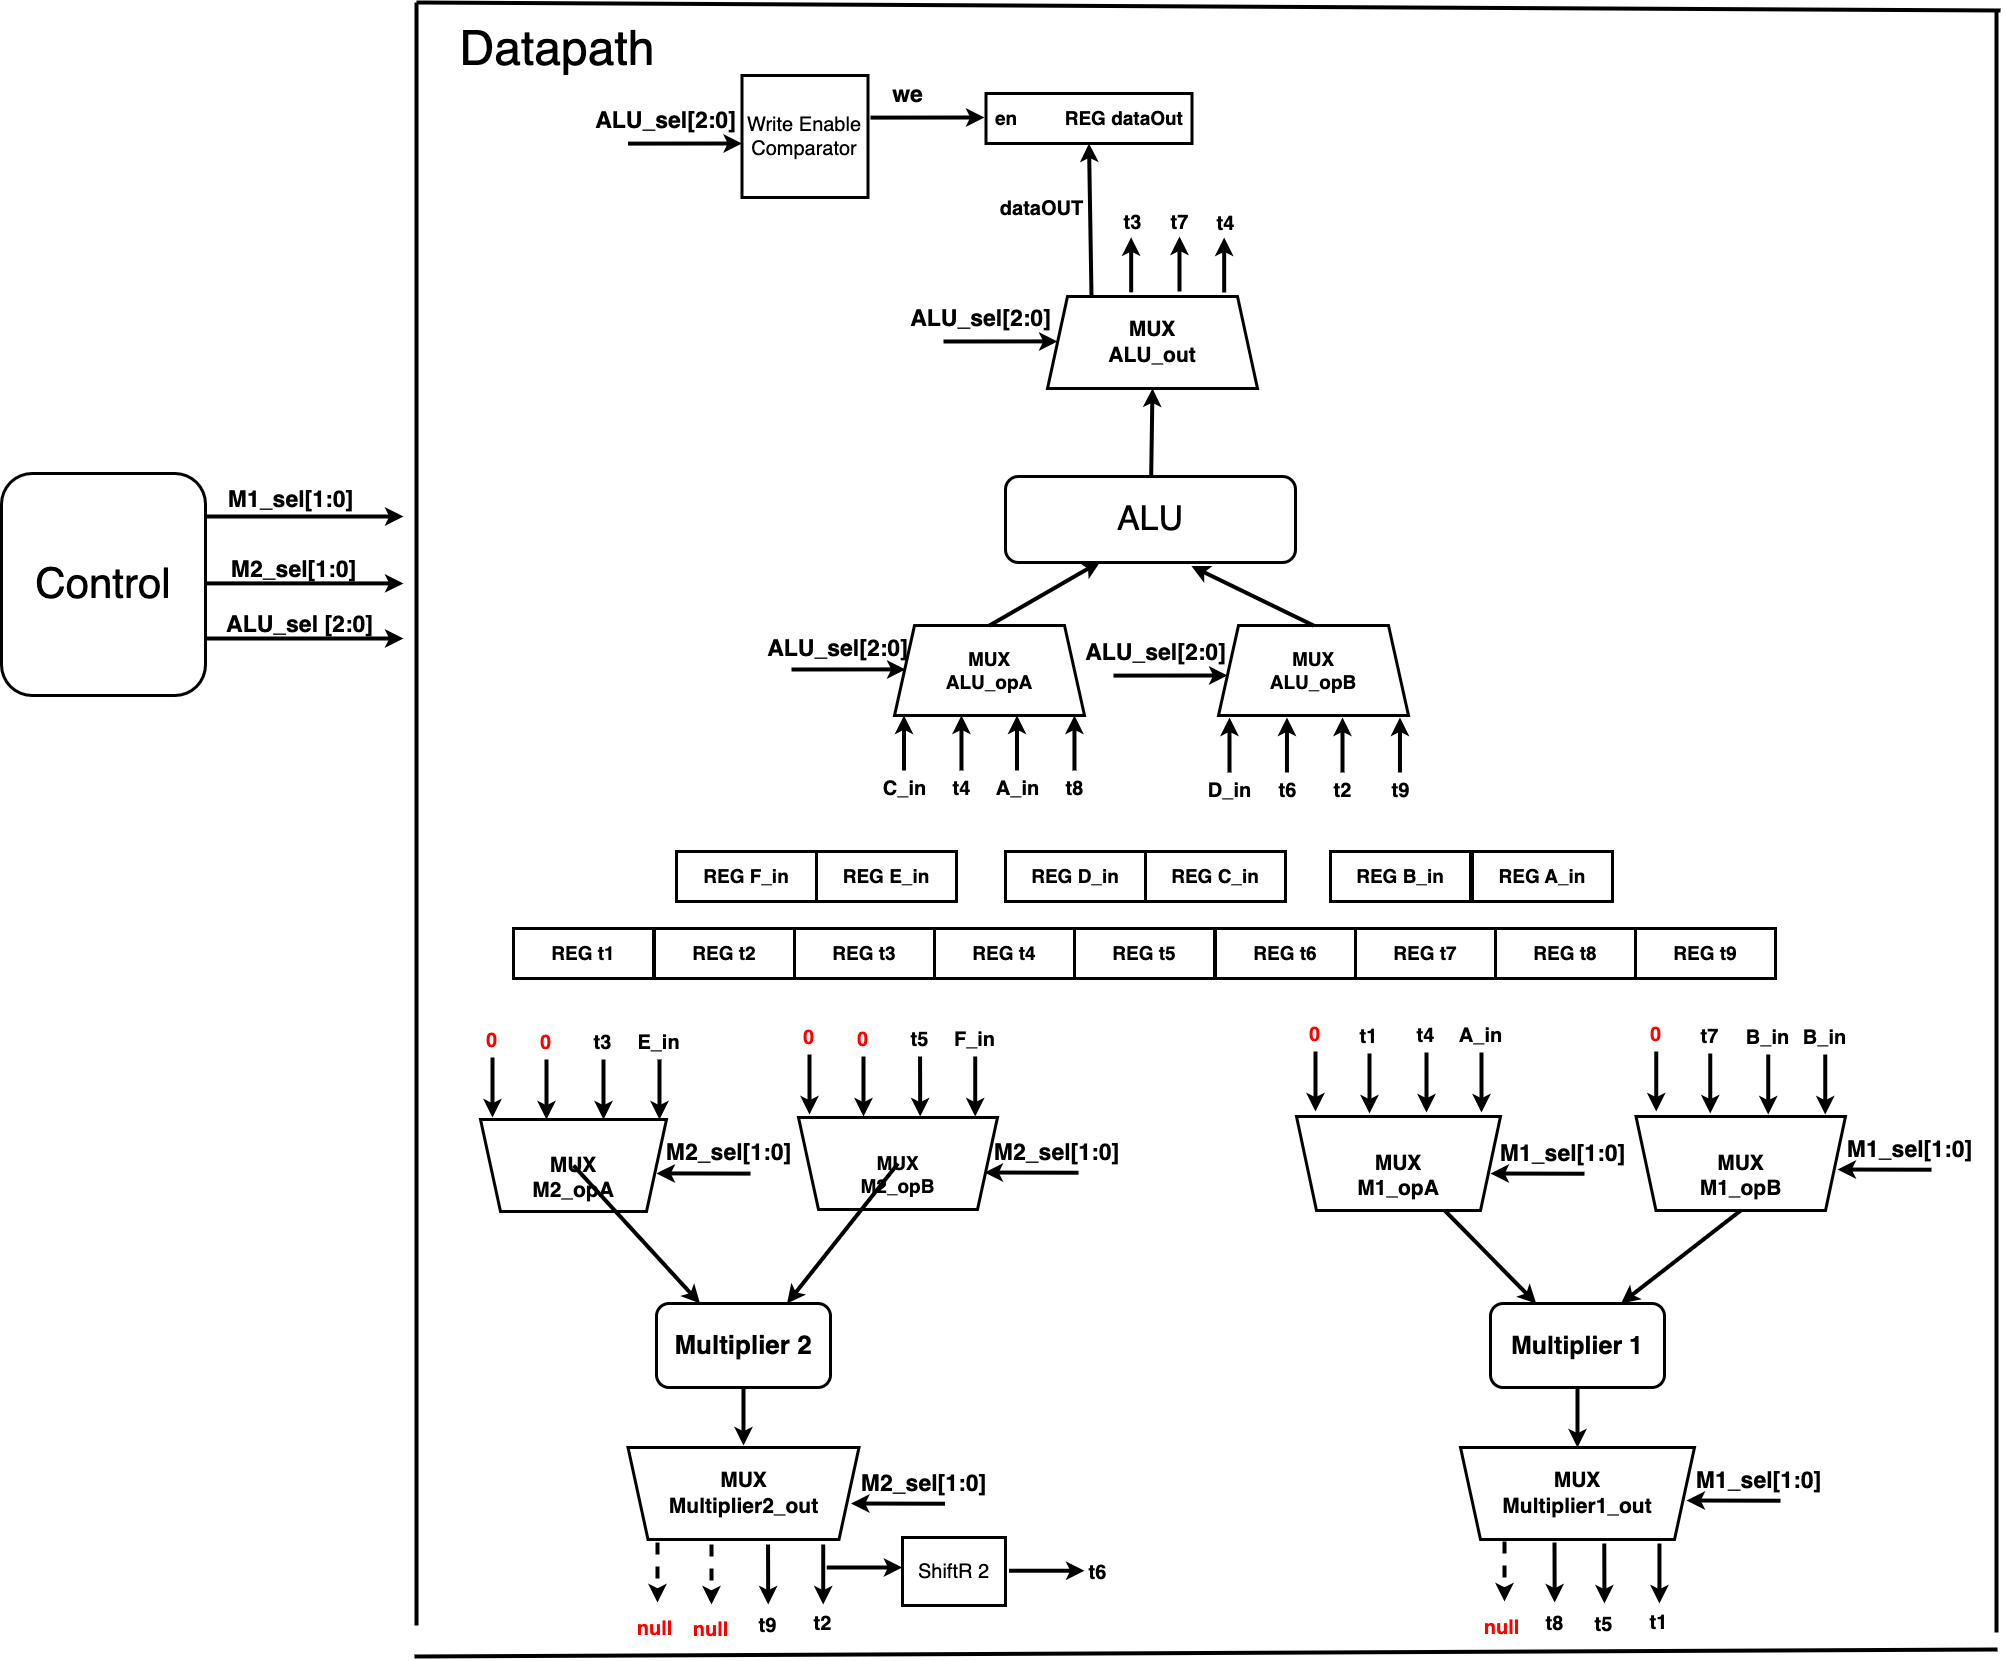 Datapath
ALU_sel[2:0]
Write Enable
Comparator
we
en REG dataOut
dataOUT
t3 t7 t4
ALU_sel[2:0]
MUX
ALU_out
ALU
Control
M1_sel[1:0]
M2_sel[1:0]
ALU_sel [2:0]
ALU_sel[2:0]
MUX
ALU_opA
ALU_sel[2:0]
MUX
ALU_opB
C_in t4 A_in t8
D_in t6 t2 t9
REG F_in REG E_in
REG D_in REG C_in
REG B_in REG A_in
REG t1 REG t2 REG t3 REG t4 REG t5 REG t6 REG t7 REG t8 REG t9
0 0 t3 E_in
0 0 t5 F_in
0 t1 t4 A_in
0 t7 B_in B_in
MUX
M2_opA
M2_sel[1:0]
MUX
M2_opB
M2_sel[1:0]
MUX
M1_opA
M1_sel[1:0]
MUX
M1_opB
M1_sel[1:0]
Multiplier 2
Multiplier 1
MUX
Multiplier2_out
M2_sel[1:0]
MUX
Multiplier1_out
M1_sel[1:0]
ShiftR 2
t6
null null t9 t2
null t8 t5 t1